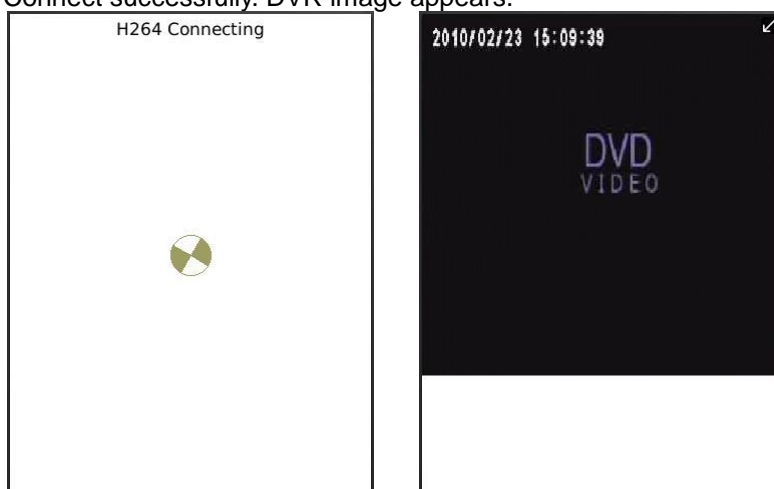 Connect successfully. DVR image appears.
H264 Connecting
2010/02/23 15:09:39
DVD
VIDEO